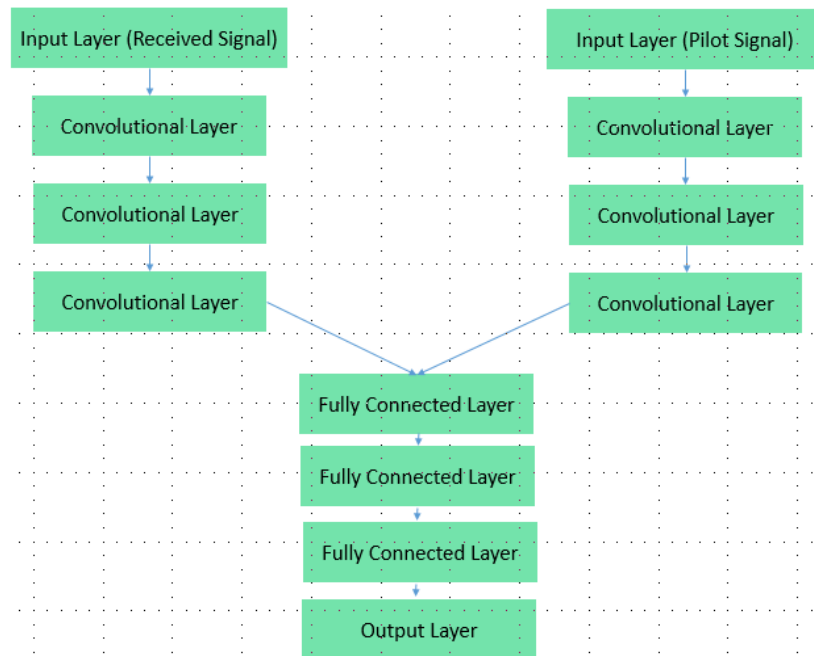 Input Layer (Received Signal)
Input Layer (Pilot Signal)
Convolutional Layer
Convolutional Layer
Convolutional Layer
Convolutional Layer
Convolutional Layer
Convolutional Layer
Fully Connected Layer
Fully Connected Layer
Fully Connected Layer
Output Layer